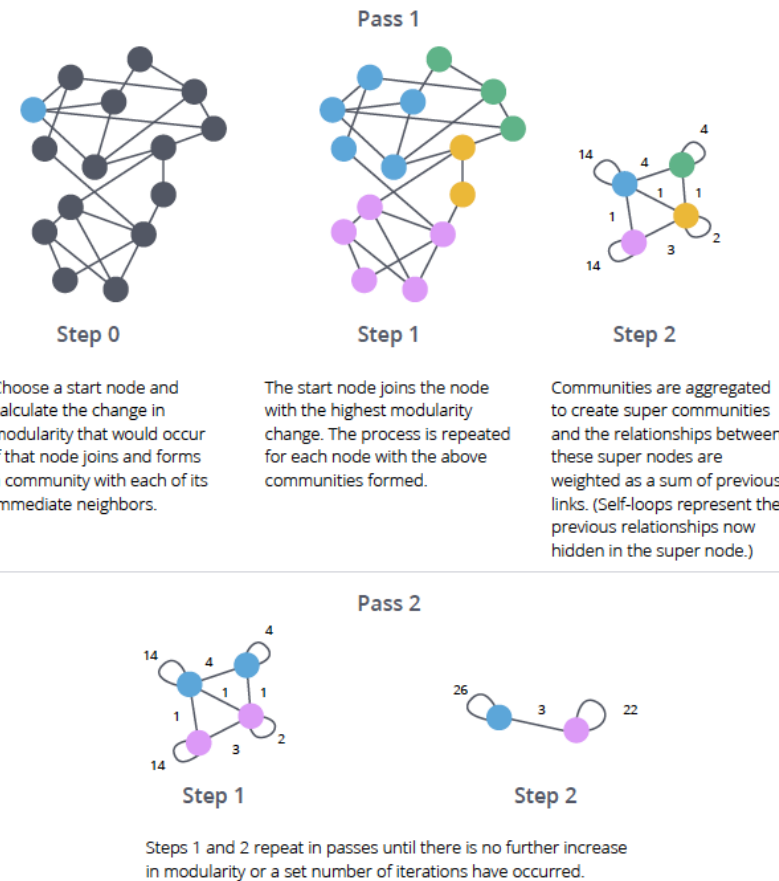 Pass 1
14
4
4
1
1
1
2
3
14
Step 0
Step 1
Step 2
Choose a start node and
alculate the change in
modularity that would occur
f that node joins and forms
community with each of its
mmediate neighbors.
The start node joins the node
with the highest modularity
change. The process is repeated
for each node with the above
communities formed.
Communities are aggregated
to create super communities
and the relationships between
these super nodes are
weighted as a sum of previous
links. (Self-loops represent the
previous relationships now
hidden in the super node.)
Pass 2
4
14
4
1
1
1
2
3
14
26
3
22
Step 1
Step 2
Steps 1 and 2 repeat in passes until there is no further increase
in modularity or a set number of iterations have occurred.